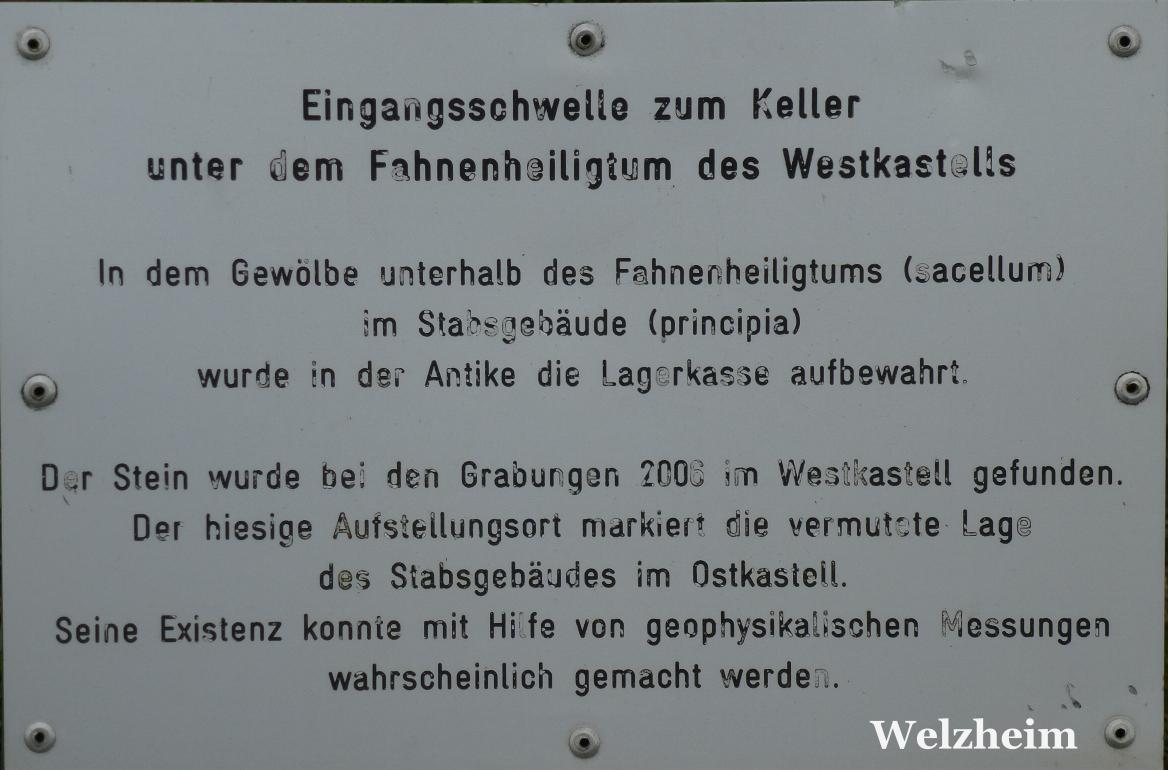 Eingangsschwelle zum Keller
unter dem Fahnenheiligtum des Westkastells
In dem Gewölbe unterhalb des Fahnenheiligtums (sacellum)
im Stabsgebäude (principia)
wurde in der Antike die Lagerkasse aufbewahrt.
Der Stein wurde bei den Grabungen 2006 im Westkastell gefunden.
Der hiesige Aufstellungsort markiert die vermutete Lage
des Stabsgebäudes im Ostkastell.
Seine Existenz konnte mit Hilfe von geophysikalischen Messungen
wahrscheinlich gemacht werden.
Welzheim